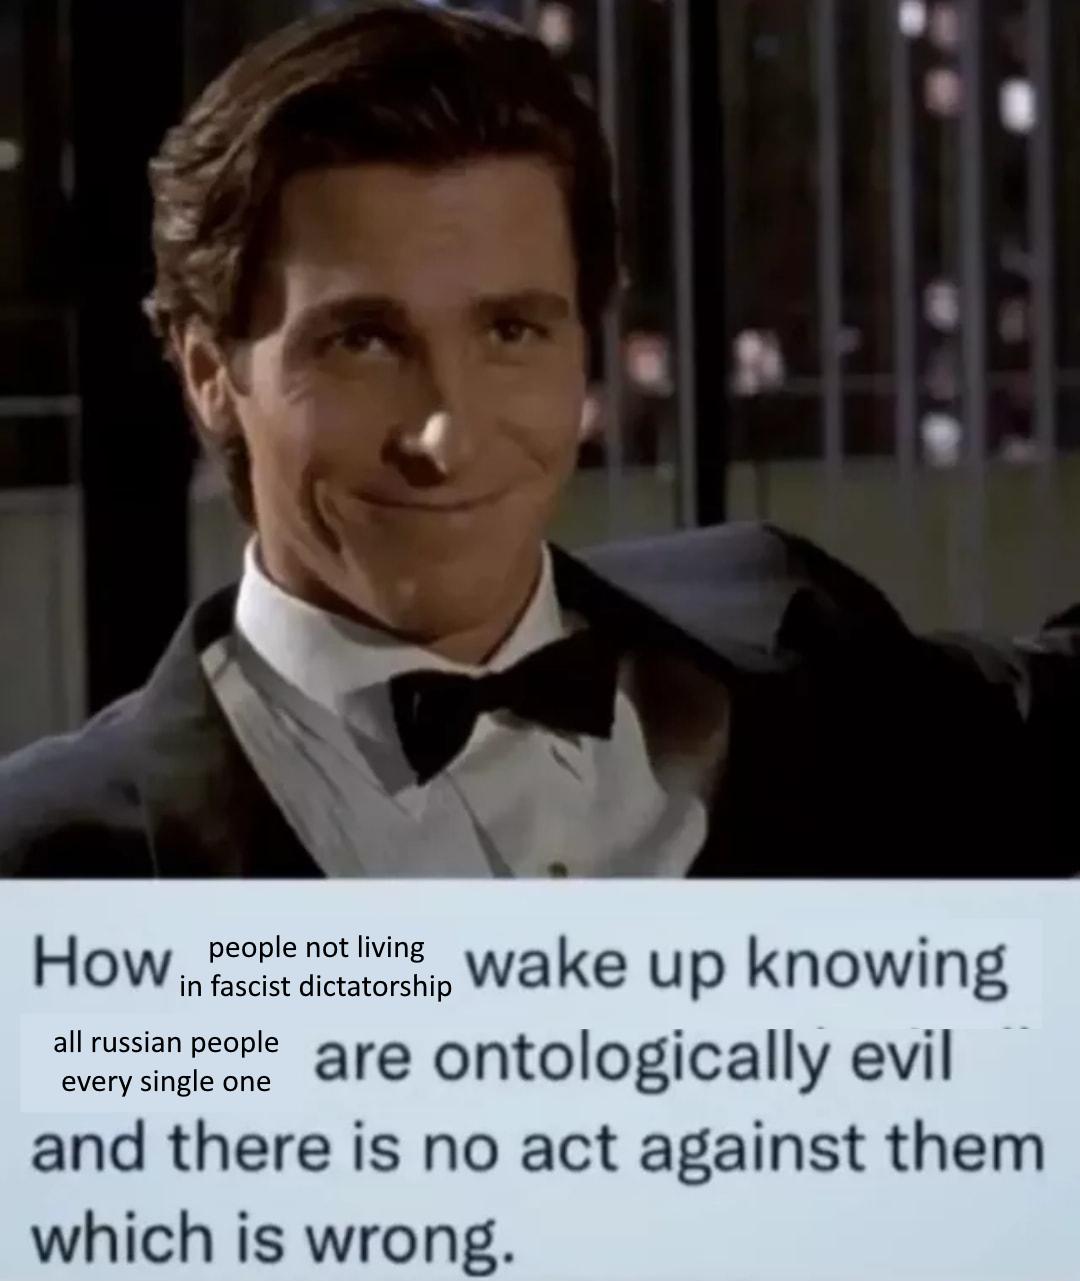 How people not living in fascist dictatorship wake up knowing
all russian people every single one are ontologically evil
and there is no act against them
which is wrong.